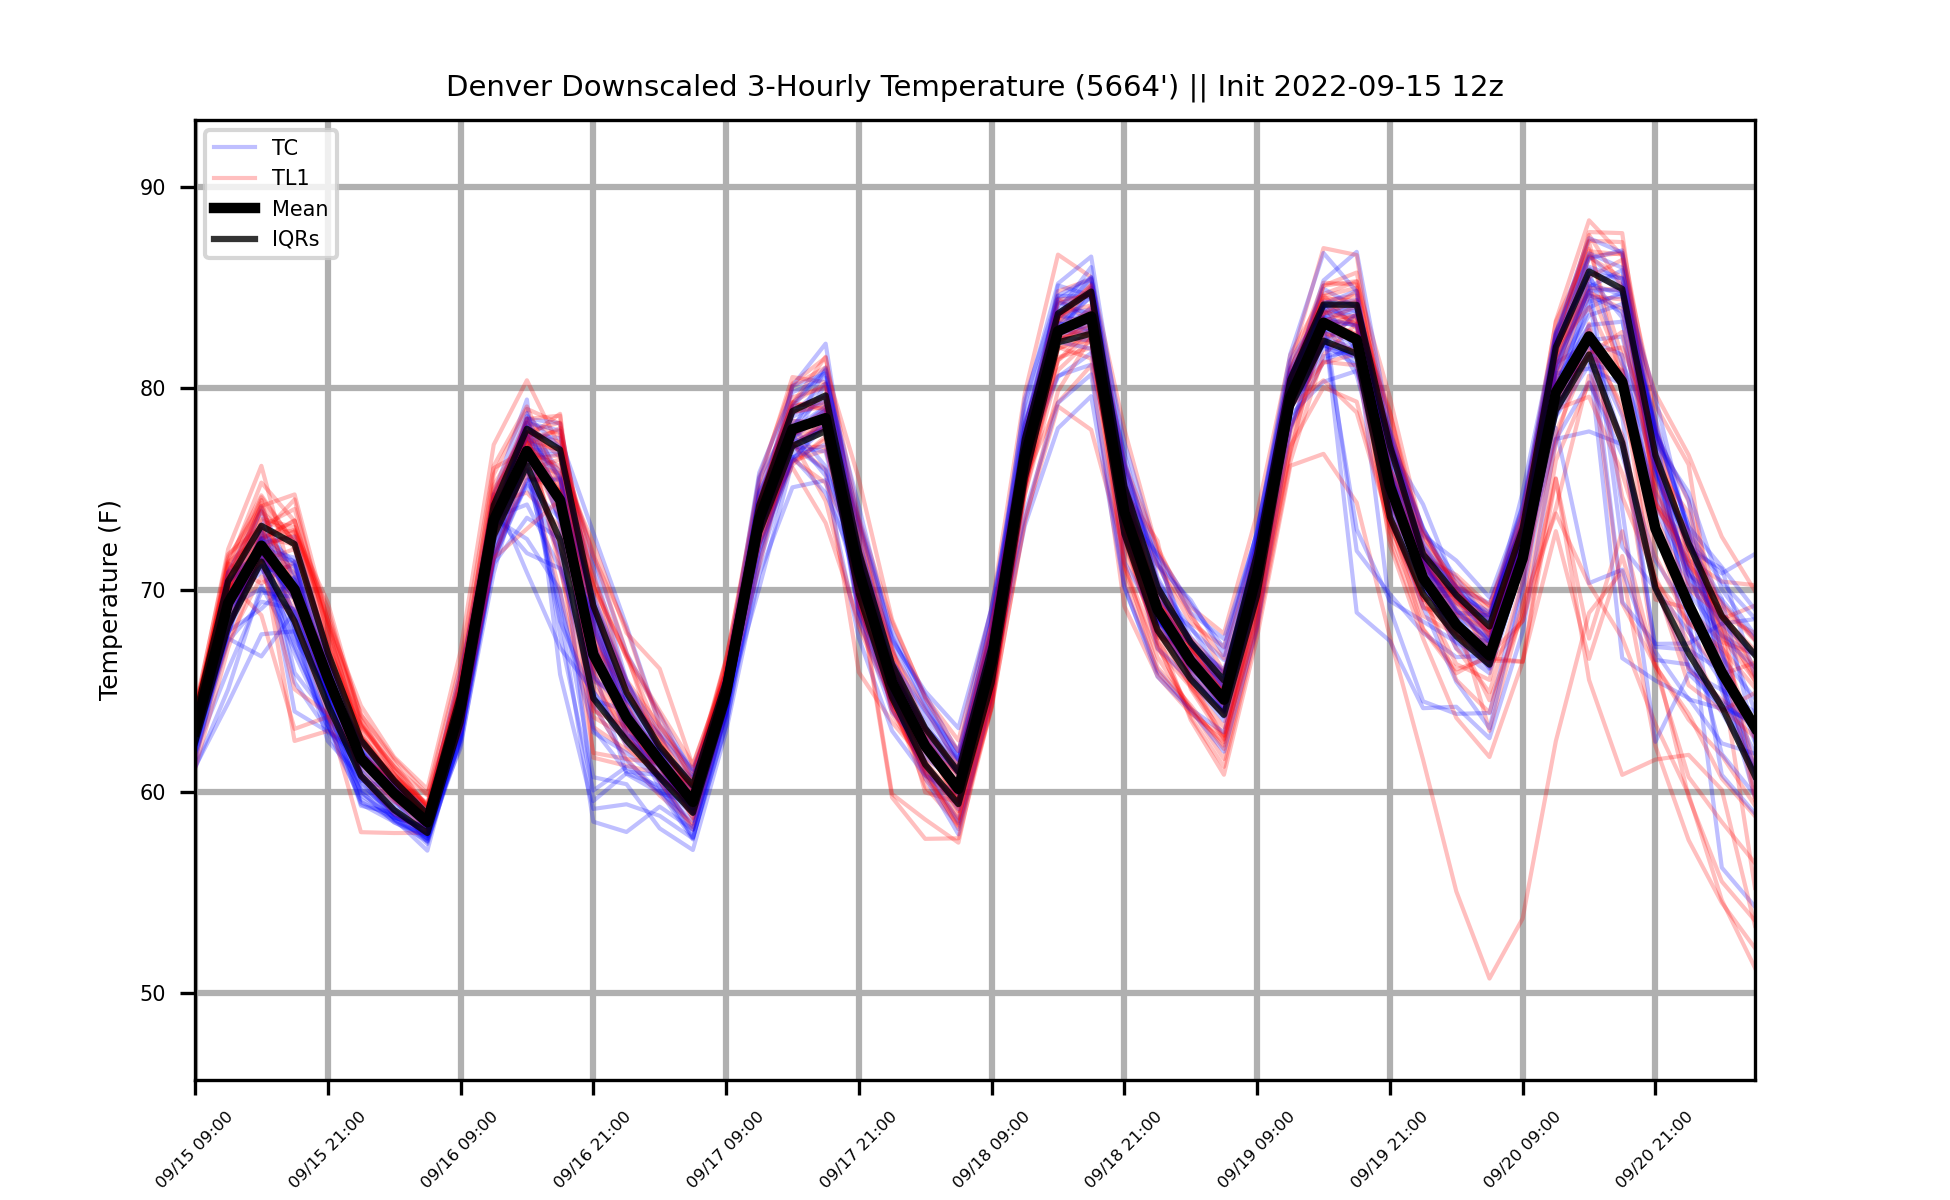 Denver Downscaled 3-Hourly Temperature (5664') || Init 2022-09-15 12z
TC
TL1
Mean
IQRs
Temperature (F)
90
80
70
60
50
09/15 09:00
09/15 21:00
09/16 09:00
09/16 21:00
09/17 09:00
09/17 21:00
09/18 09:00
09/18 21:00
09/19 09:00
09/19 21:00
09/20 09:00
09/20 21:00